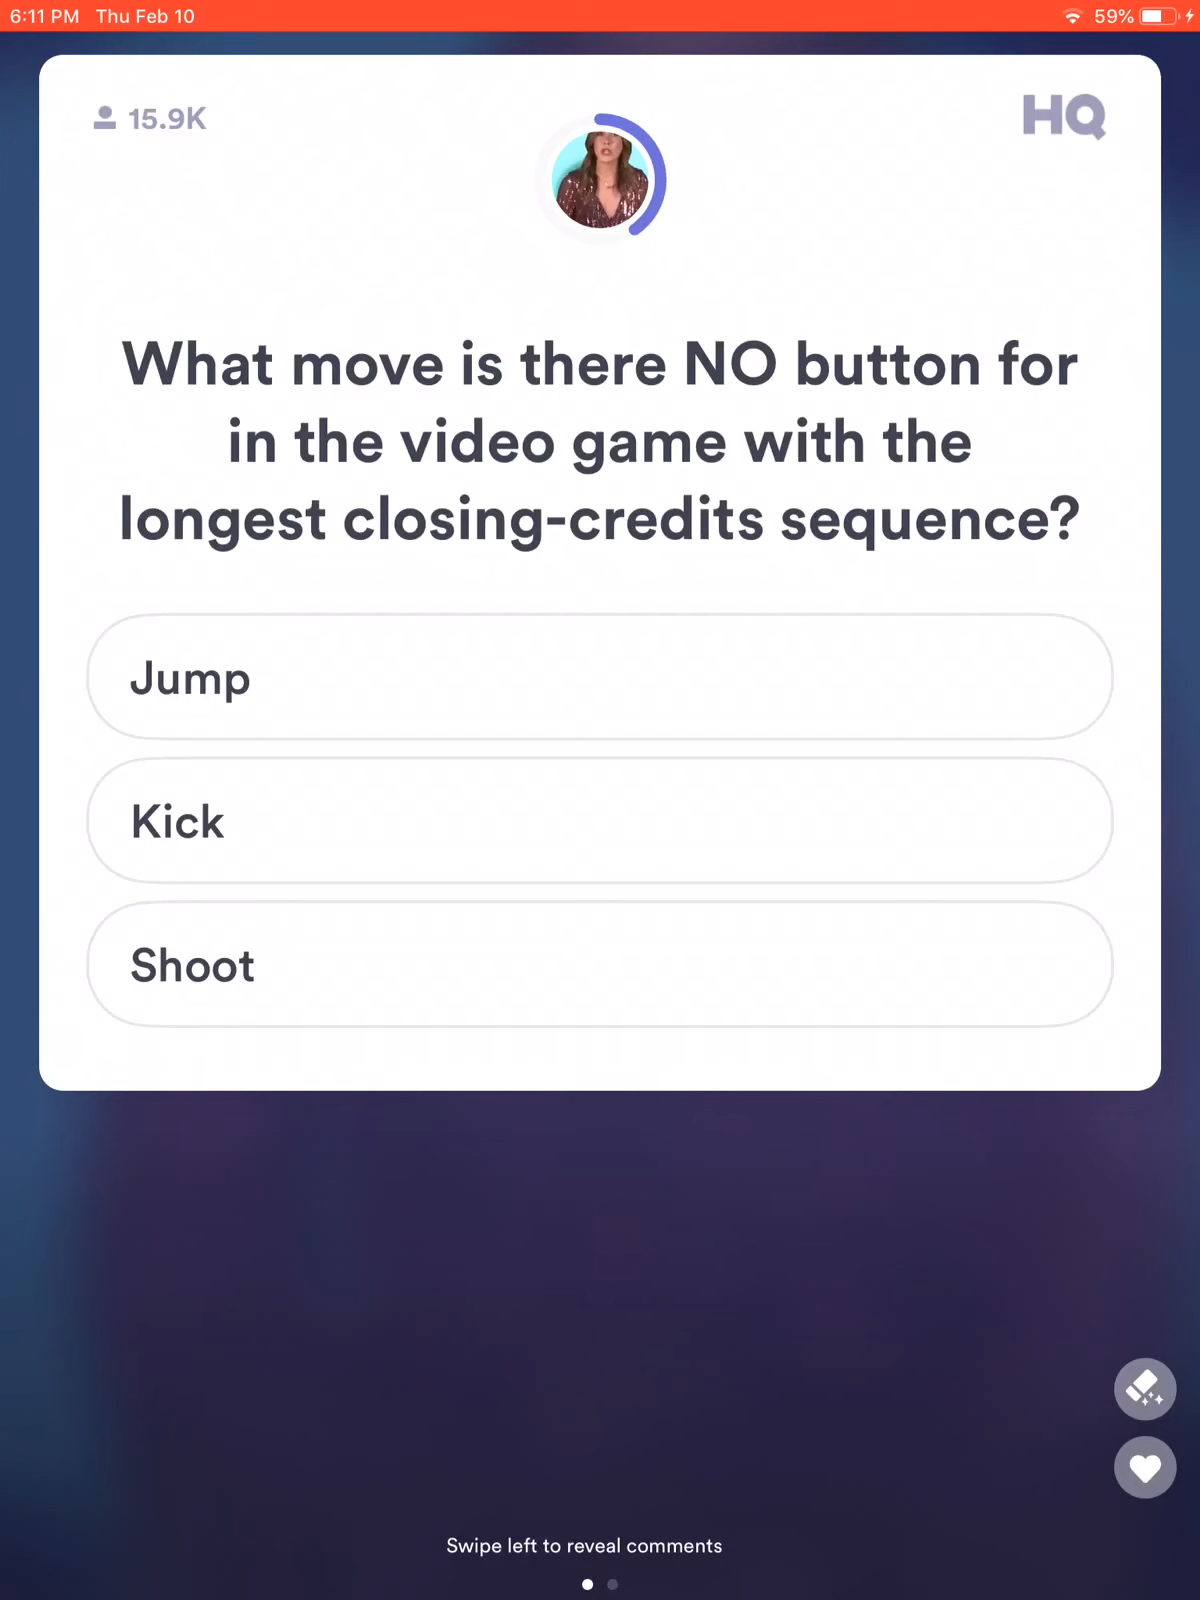 6:11 PM Thu Feb 10 59%
15.9K HQ
What move is there NO button for
in the video game with the
longest closing-credits sequence?
Jump
Kick
Shoot
Swipe left to reveal comments